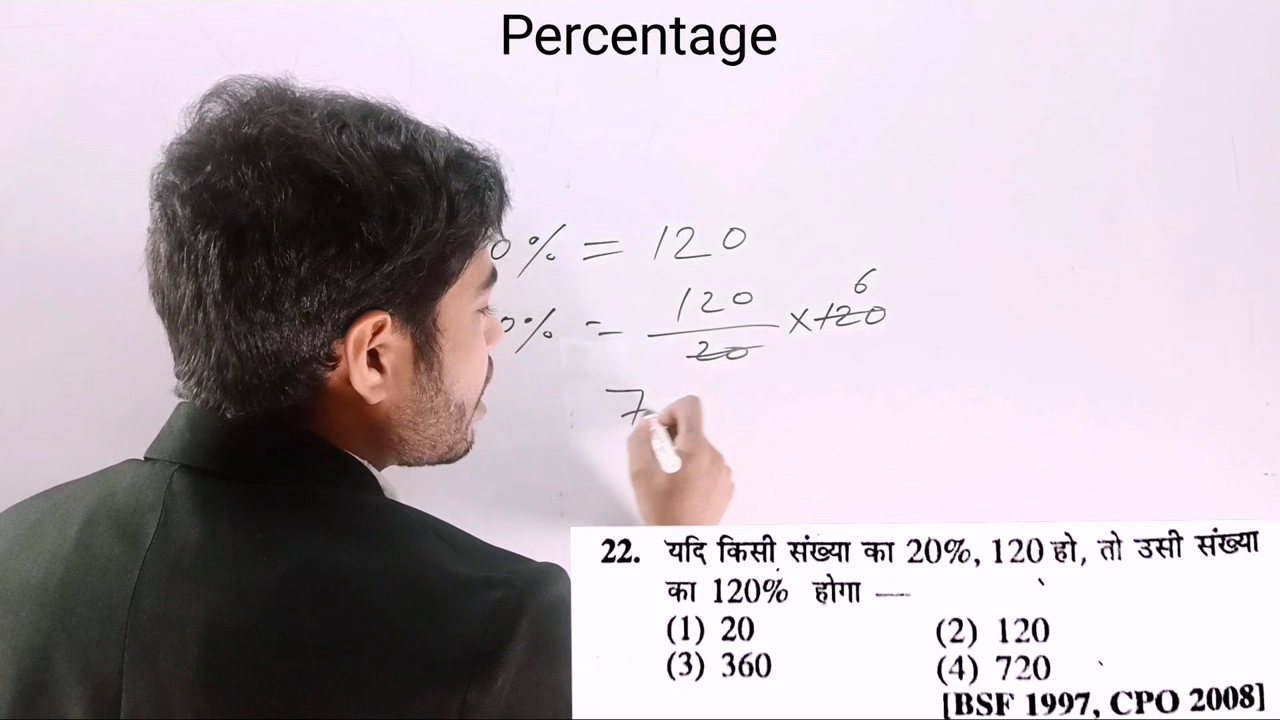 Percentage
0% = 120
0% = 120/20 × 120 6
7
22. यदि किसी संख्या का 20%, 120 हो, तो उसी संख्या
का 120% होगा —
(1) 20 (2) 120
(3) 360 (4) 720
[BSF 1997, CPO 2008]